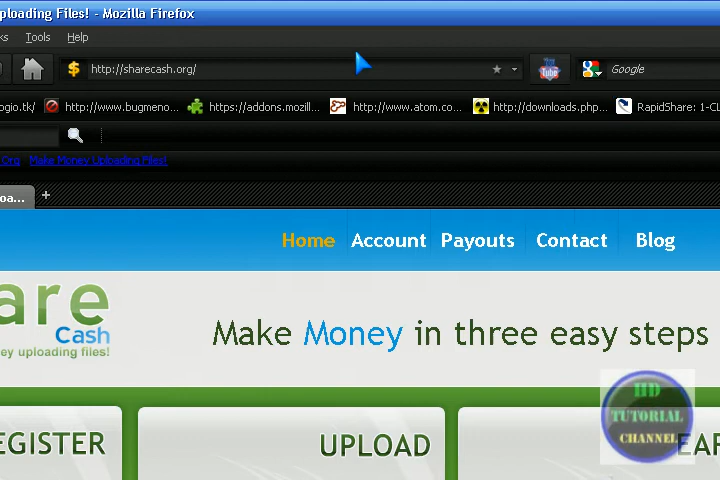 ploading Files! - Mozilla Firefox
ks Tools Help
http://sharecash.org/ Tube Google
ogio.tk/ http://www.bugmeno... https://addons.mozill... http://www.atom.co... http://downloads.php... RapidShare: 1-CL
Org Make Money Uploading Files!
oa... +
Home Account Payouts Contact Blog
are
Cash
ey uploading files!
Make Money in three easy steps
EGISTER UPLOAD EAR
HD
TUTORIAL
CHANNEL